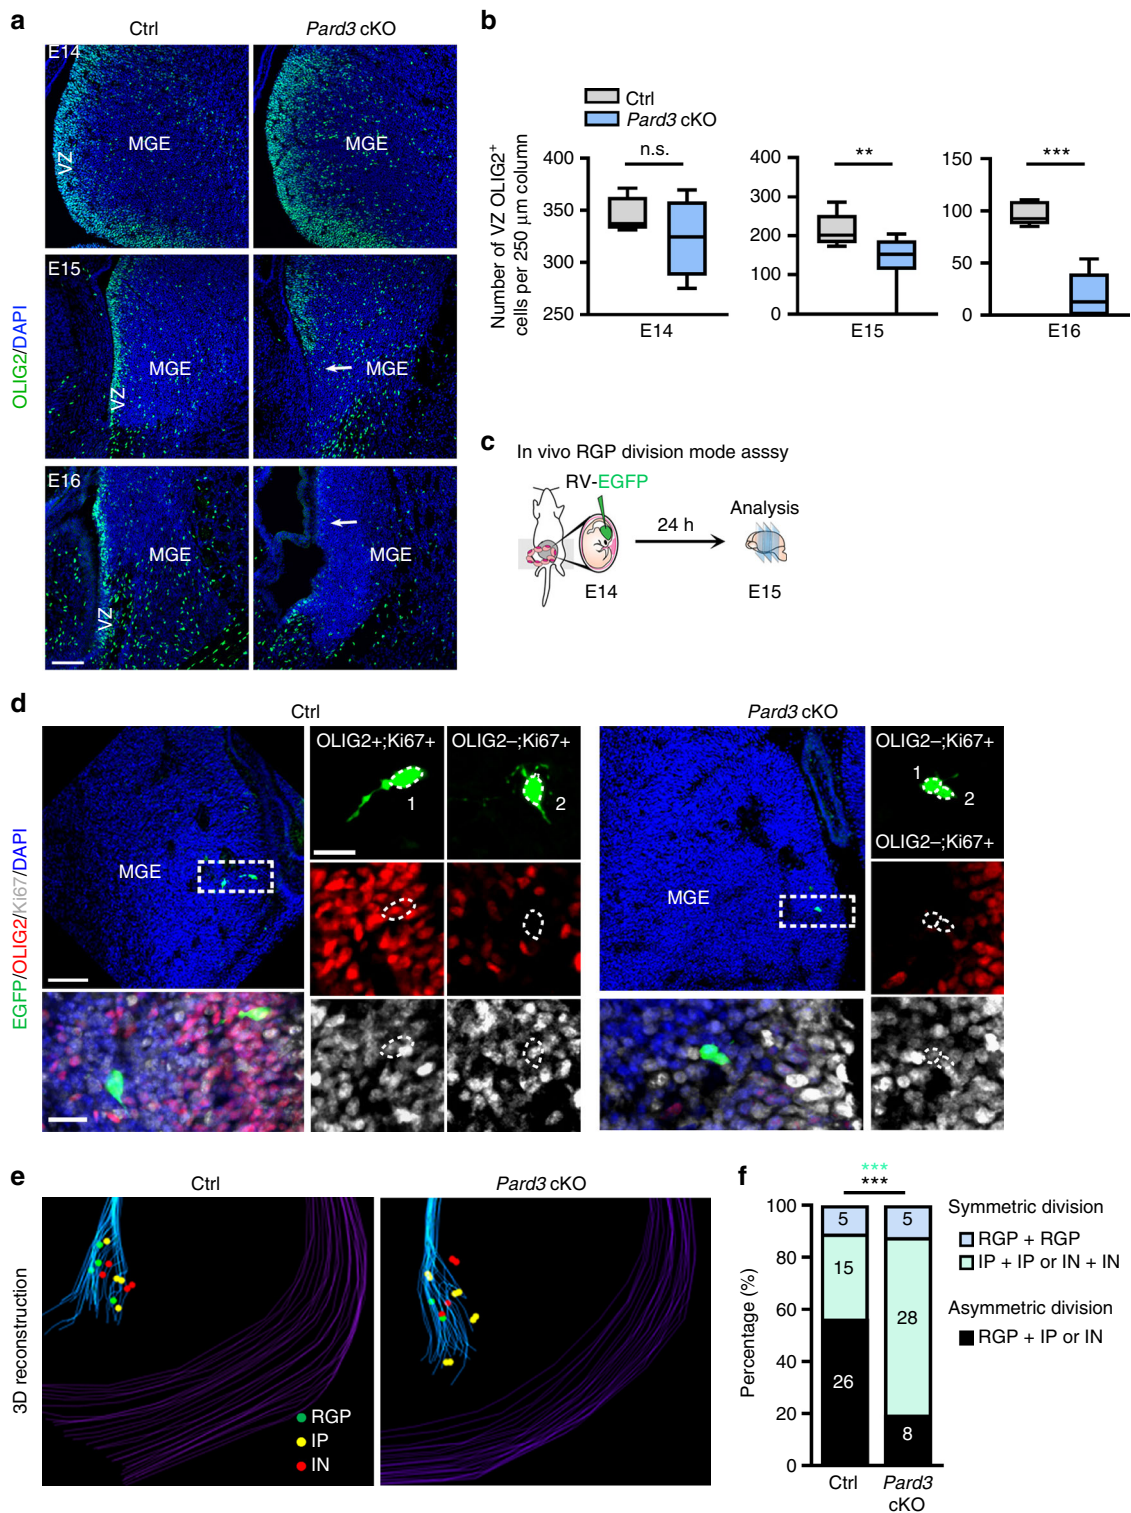 a
Ctrl
Pard3 cKO
E14
VZ
MGE
MGE
E15
VZ
MGE
MGE
E16
VZ
MGE
MGE
OLIG2/DAPI
b
Ctrl
Pard3 cKO
Number of VZ OLIG2+
cells per 250 μm column
400
350
300
250
n.s.
E14
400
300
200
100
0
**
E15
150
100
50
0
***
E16
c
In vivo RGP division mode asssy
RV-EGFP
24 h
Analysis
E14
E15
d
Ctrl
Pard3 cKO
EGFP/OLIG2/Ki67/DAPI
MGE
OLIG2+;Ki67+
1
OLIG2–;Ki67+
2
MGE
OLIG2–;Ki67+
1
2
OLIG2–;Ki67+
e
Ctrl
Pard3 cKO
3D reconstruction
RGP
IP
IN
f
***
***
Percentage (%)
100
80
60
40
20
0
5
15
26
5
28
8
Ctrl
Pard3
cKO
Symmetric division
RGP + RGP
IP + IP or IN + IN
Asymmetric division
RGP + IP or IN